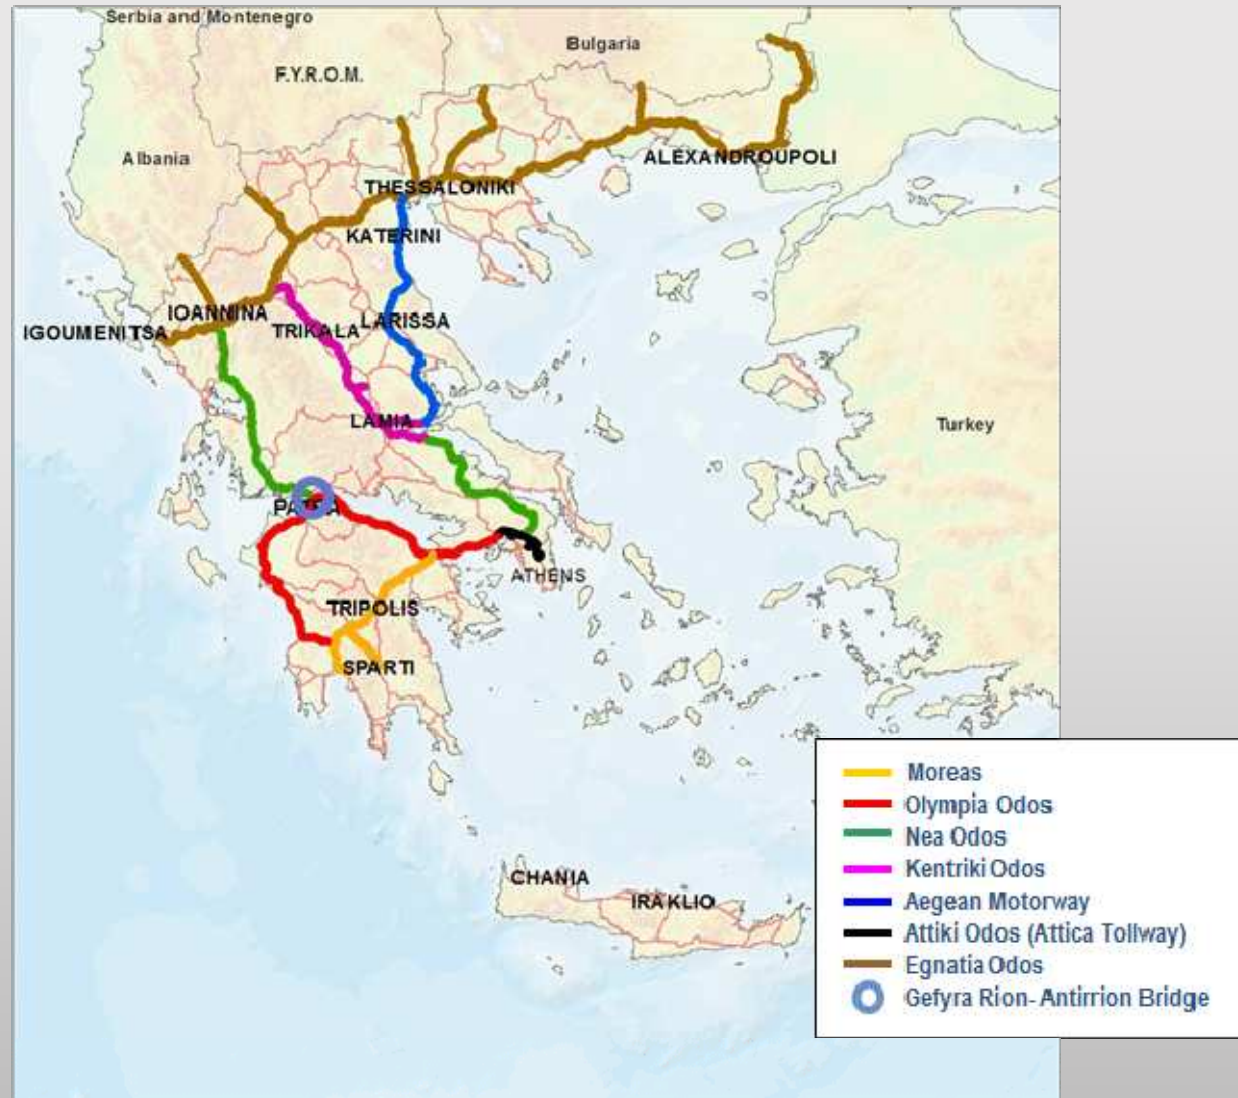 Serbia and Montenegro
Bulgaria
F.Y.R.O.M.
Albania
ALEXANDROUPOLI
THESSALONIKI
KATERINI
IOANNINA
IGOUMENITSA
TRIKALA
LARISSA
LAMIA
Turkey
PATRA
ATHENS
TRIPOLIS
SPARTI
CHANIA
IRAKLIO
Moreas
Olympia Odos
Nea Odos
Kentriki Odos
Aegean Motorway
Attiki Odos (Attica Tollway)
Egnatia Odos
Gefyra Rion- Antirrion Bridge